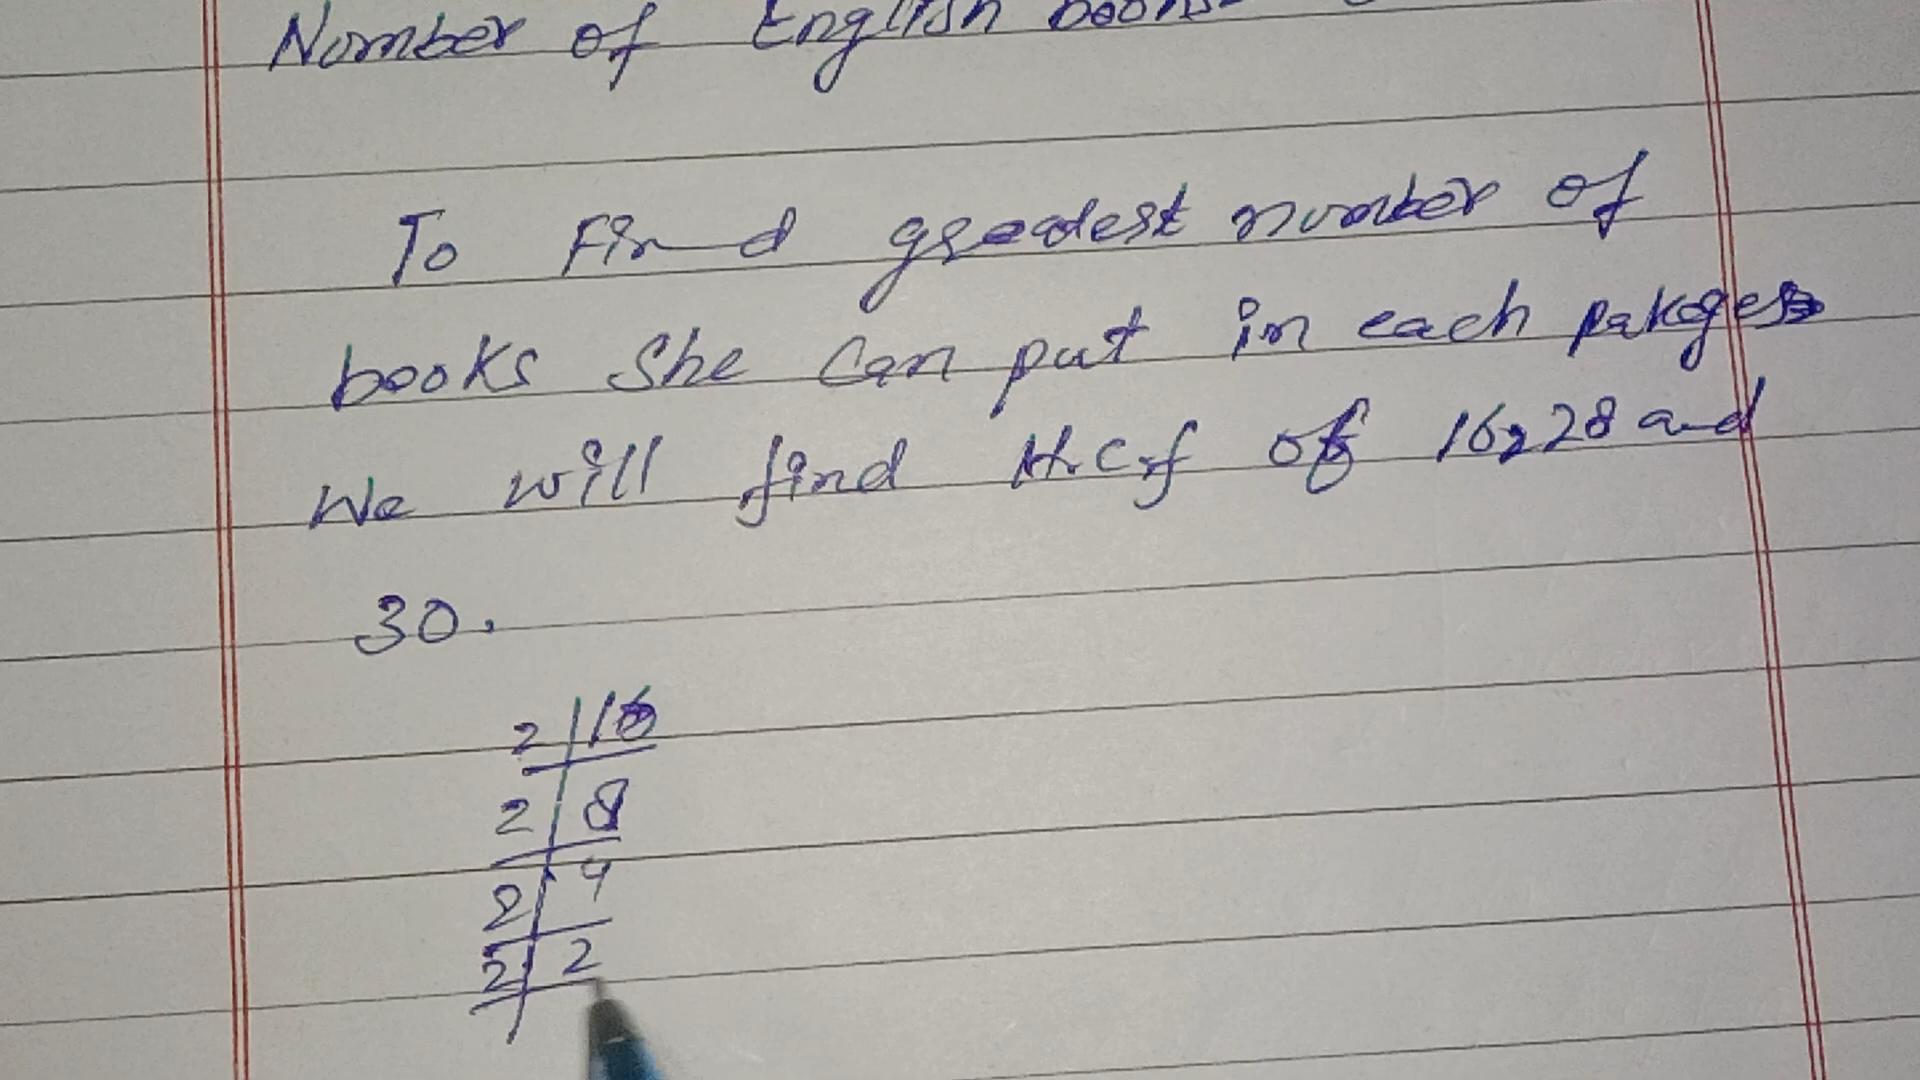 Number of English books
To Find greatest number of
books She Can put in each pakages
We will find H.C.f of 16, 28 and
30.
2 16
2 8
2 4
2 2